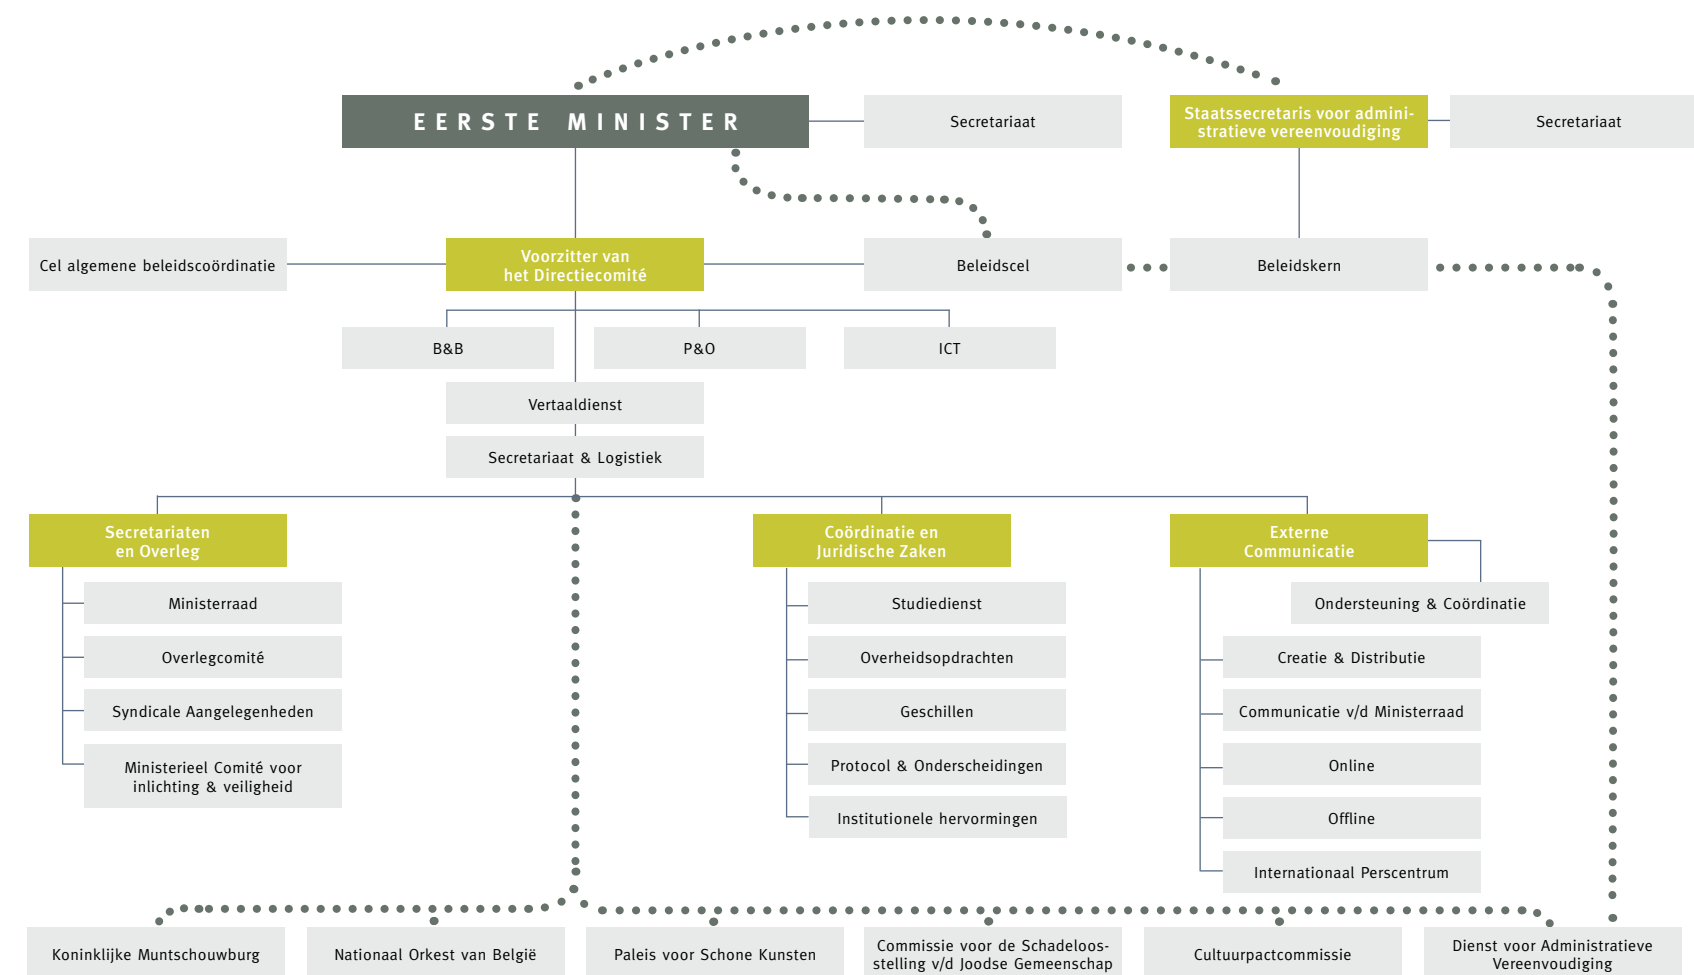 EERSTE MINISTER
Secretariaat
Staatssecretaris voor admini-
stratieve vereenvoudiging
Secretariaat
Cel algemene beleidscoördinatie
Voorzitter van
het Directiecomité
Beleidscel
Beleidskern
B&B
P&O
ICT
Vertaaldienst
Secretariaat & Logistiek
Secretariaten
en Overleg
Ministerraad
Overlegcomité
Syndicale Aangelegenheden
Ministerieel Comité voor
inlichting & veiligheid
Coördinatie en
Juridische Zaken
Studiedienst
Overheidsopdrachten
Geschillen
Protocol & Onderscheidingen
Institutionele hervormingen
Externe
Communicatie
Ondersteuning & Coördinatie
Creatie & Distributie
Communicatie v/d Ministerraad
Online
Offline
Internationaal Perscentrum
Koninklijke Muntschouwburg
Nationaal Orkest van België
Paleis voor Schone Kunsten
Commissie voor de Schadeloos-
stelling v/d Joodse Gemeenschap
Cultuurpactcommissie
Dienst voor Administratieve
Vereenvoudiging